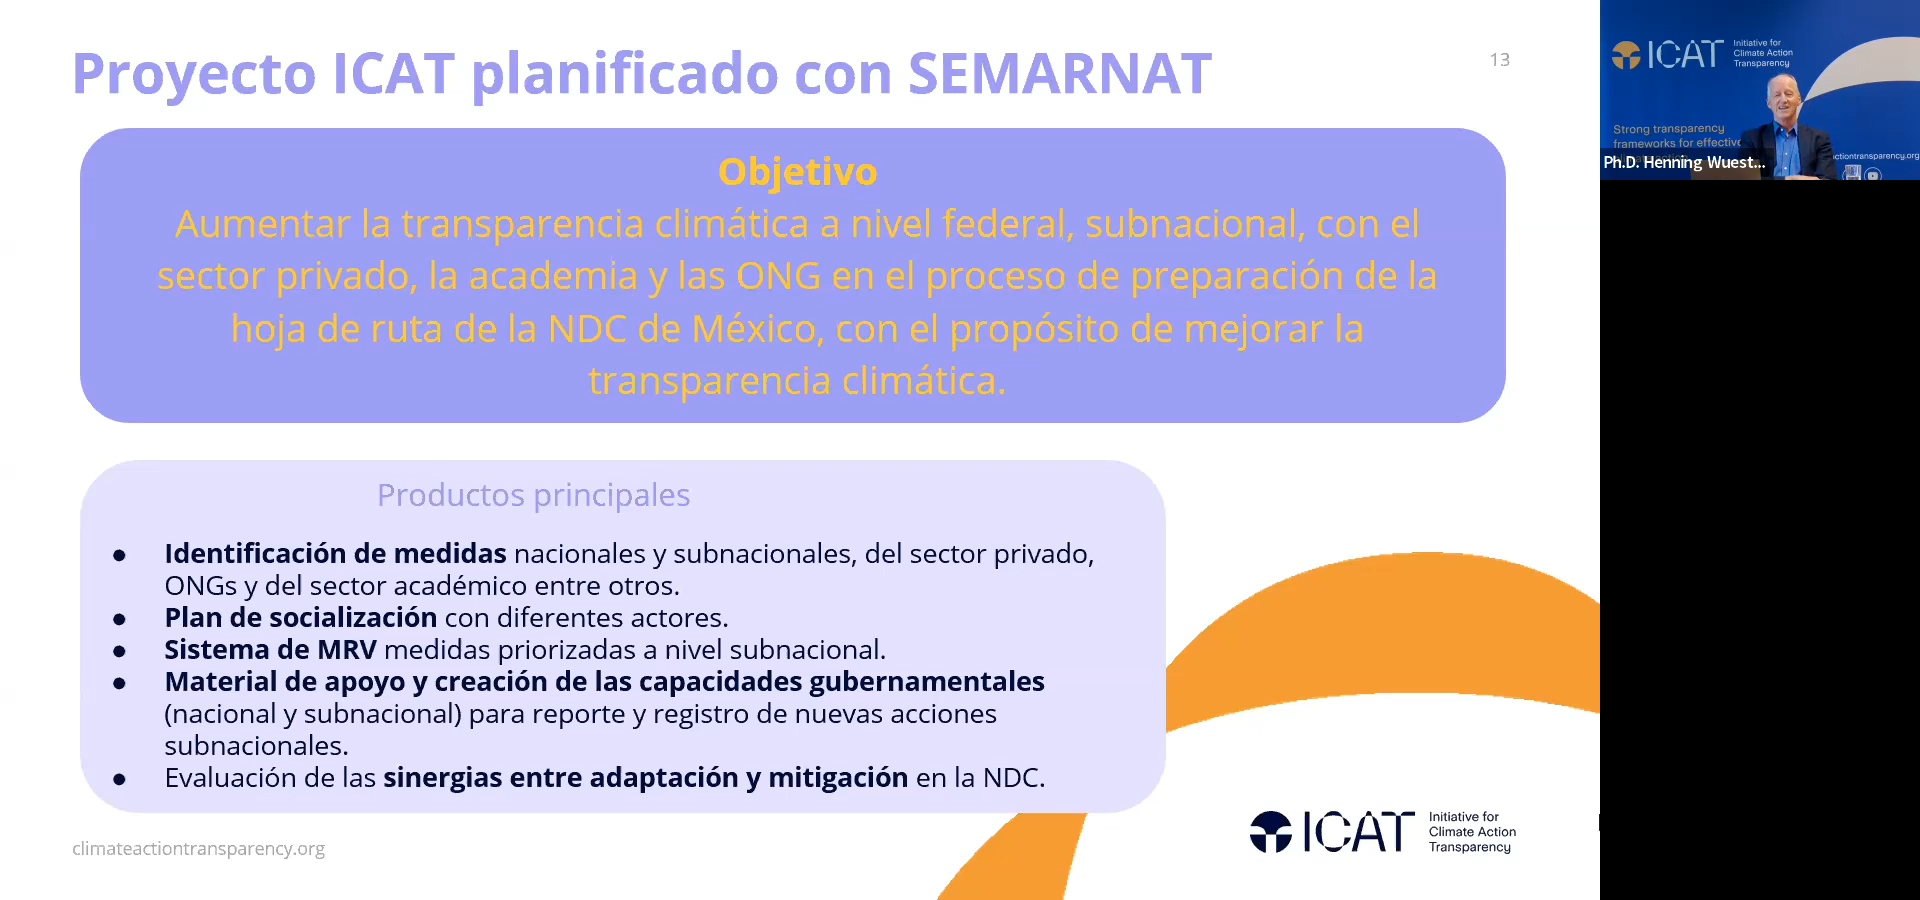 Proyecto ICAT planificado con SEMARNAT
13
Objetivo
Aumentar la transparencia climática a nivel federal, subnacional, con el
sector privado, la academia y las ONG en el proceso de preparación de la
hoja de ruta de la NDC de México, con el propósito de mejorar la
transparencia climática.
Productos principales
● Identificación de medidas nacionales y subnacionales, del sector privado,
ONGs y del sector académico entre otros.
● Plan de socialización con diferentes actores.
● Sistema de MRV medidas priorizadas a nivel subnacional.
● Material de apoyo y creación de las capacidades gubernamentales
(nacional y subnacional) para reporte y registro de nuevas acciones
subnacionales.
● Evaluación de las sinergias entre adaptación y mitigación en la NDC.
climateactiontransparency.org
ICAT
Initiative for
Climate Action
Transparency
ICAT
Initiative for
Climate Action
Transparency
Strong transparency
frameworks for effective
Ph.D. Henning Wuest...
ctiontransparency.org